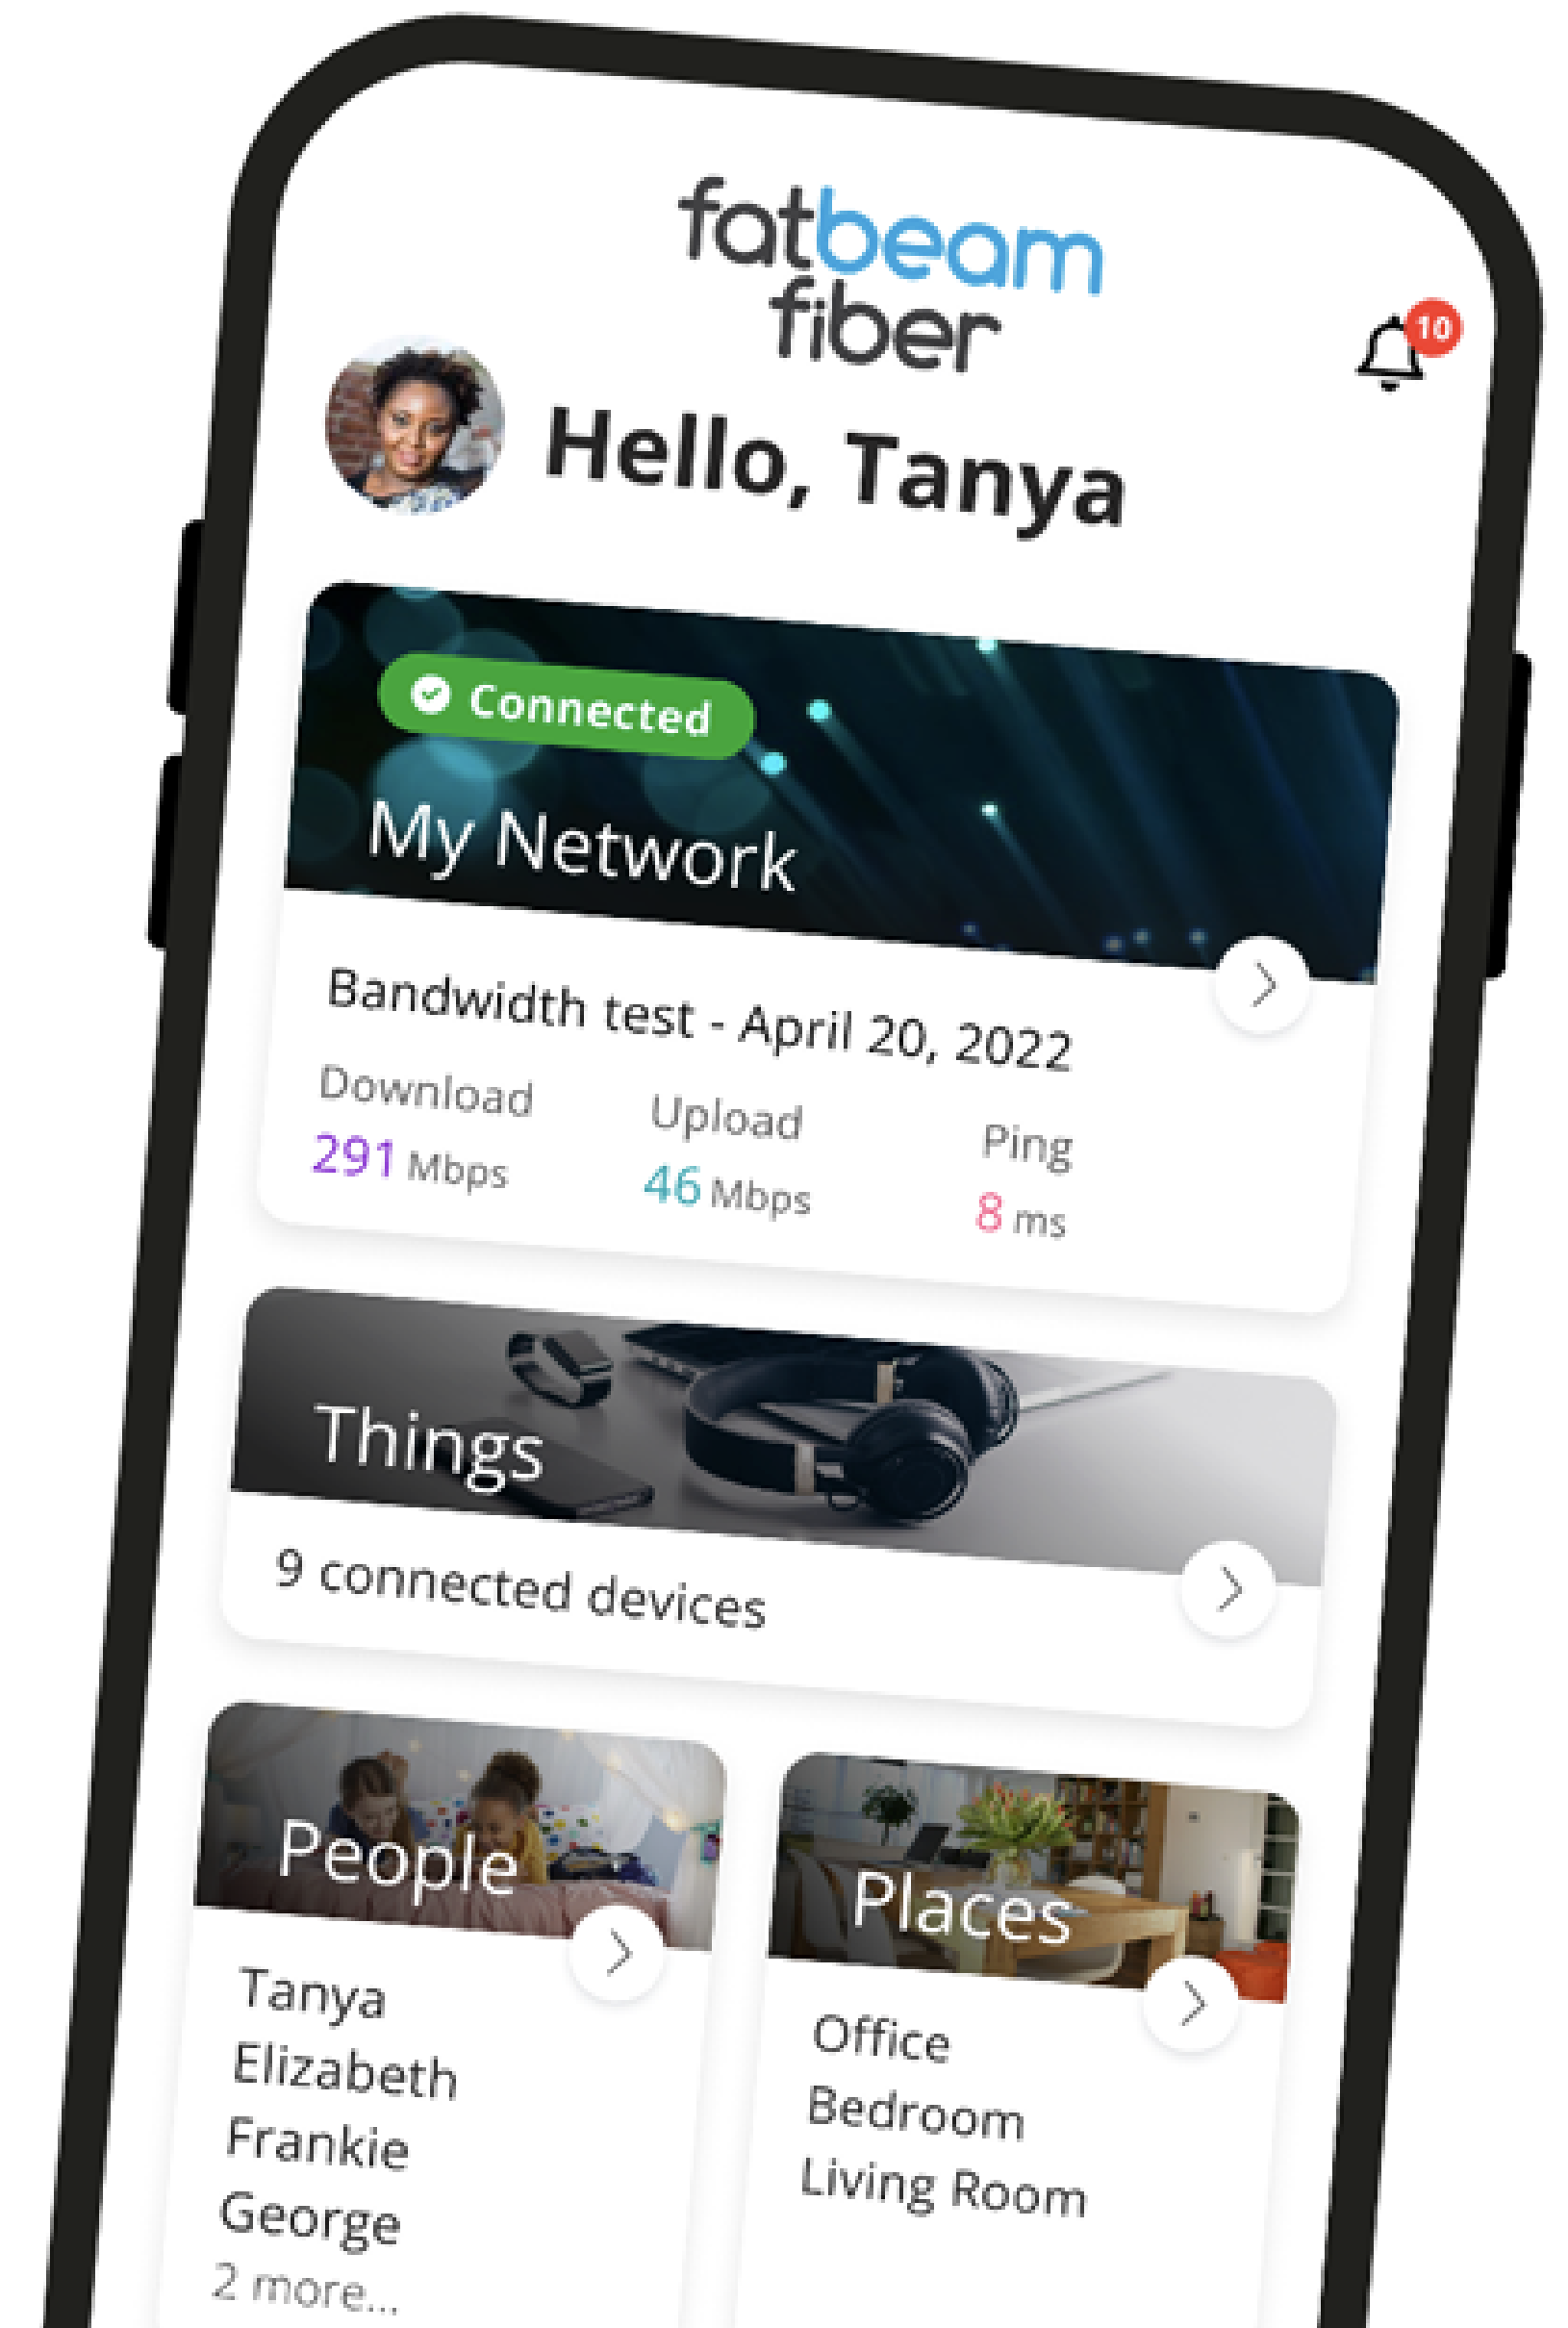 fatbeam
fiber
10
Hello, Tanya
Connected
My Network
Bandwidth test - April 20, 2022
Download Upload Ping
291 Mbps 46 Mbps 8 ms
Things
9 connected devices
People
Tanya
Elizabeth
Frankie
George
2 more...
Places
Office
Bedroom
Living Room